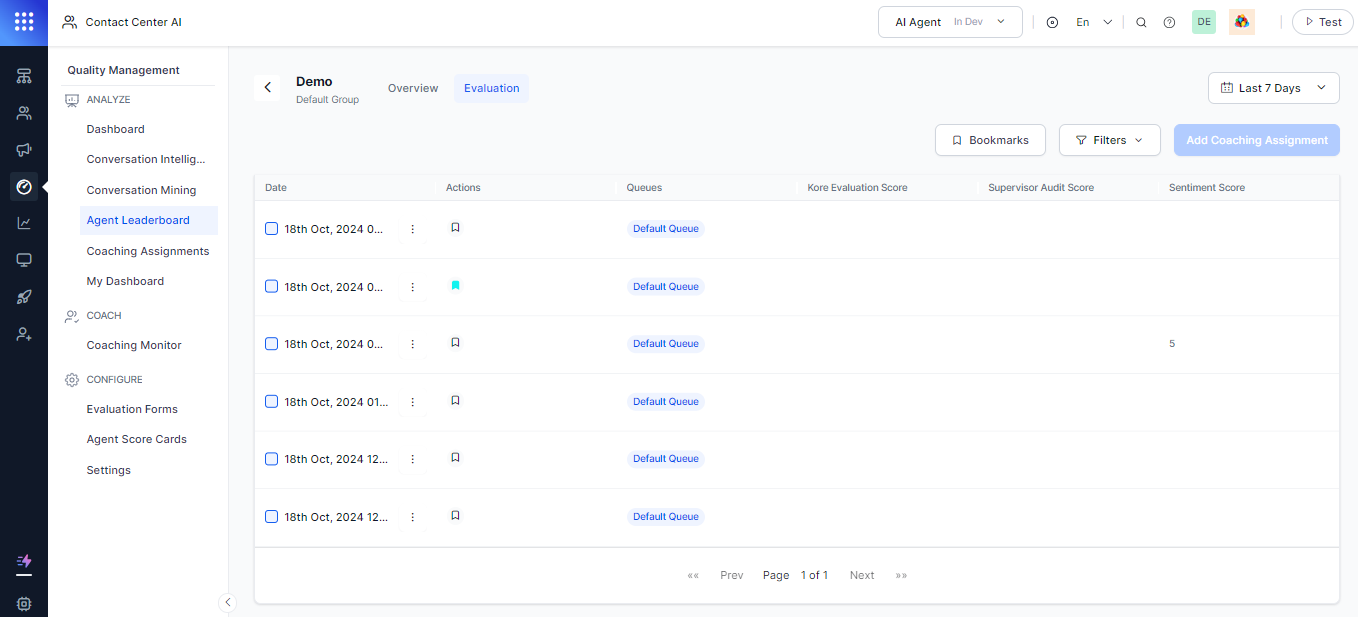 Contact Center AI
AI Agent In Dev
En
DE
Test
Quality Management
ANALYZE
Dashboard
Conversation Intellig...
Conversation Mining
Agent Leaderboard
Coaching Assignments
My Dashboard
COACH
Coaching Monitor
CONFIGURE
Evaluation Forms
Agent Score Cards
Settings
Demo
Default Group
Overview
Evaluation
Last 7 Days
Bookmarks
Filters
Add Coaching Assignment
Date Actions Queues Kore Evaluation Score Supervisor Audit Score Sentiment Score
18th Oct, 2024 0... Default Queue
18th Oct, 2024 0... Default Queue
18th Oct, 2024 0... Default Queue 5
18th Oct, 2024 01... Default Queue
18th Oct, 2024 12... Default Queue
18th Oct, 2024 12... Default Queue
«« Prev Page 1 of 1 Next »»